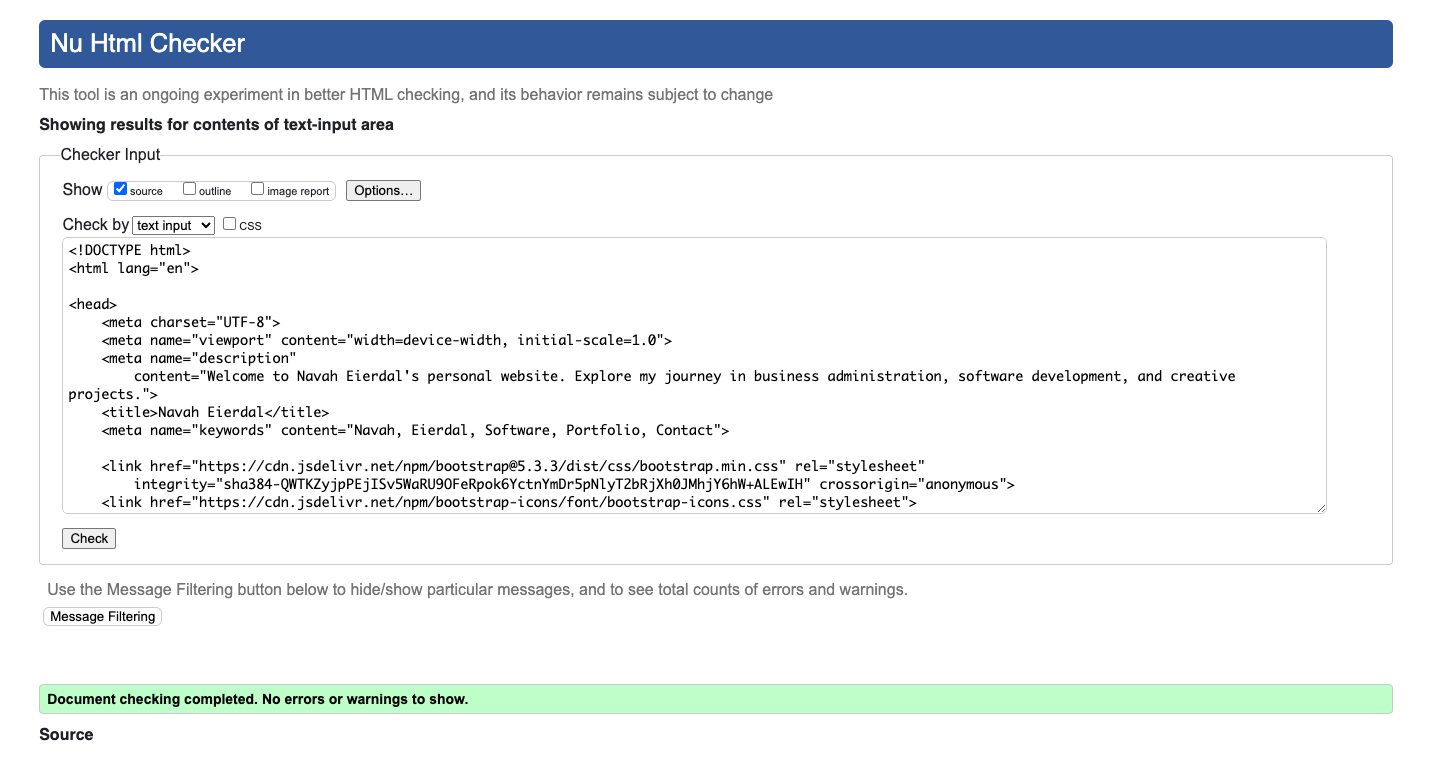 Nu Html Checker
This tool is an ongoing experiment in better HTML checking, and its behavior remains subject to change
Showing results for contents of text-input area
Checker Input
Show source outline image report Options...
Check by text input CSS
<!DOCTYPE html>
<html lang="en">
<head>
<meta charset="UTF-8">
<meta name="viewport" content="width=device-width, initial-scale=1.0">
<meta name="description"
content="Welcome to Navah Eierdal's personal website. Explore my journey in business administration, software development, and creative
projects.">
<title>Navah Eierdal</title>
<meta name="keywords" content="Navah, Eierdal, Software, Portfolio, Contact">
<link href="https://cdn.jsdelivr.net/npm/bootstrap@5.3.3/dist/css/bootstrap.min.css" rel="stylesheet"
integrity="sha384-QWTKZyjpPEjISv5WaRU9OFeRpok6YctnYmDr5pNlyT2bRjXh0JMhjY6hW+ALEwIH" crossorigin="anonymous">
<link href="https://cdn.jsdelivr.net/npm/bootstrap-icons/font/bootstrap-icons.css" rel="stylesheet">
Check
Use the Message Filtering button below to hide/show particular messages, and to see total counts of errors and warnings.
Message Filtering
Document checking completed. No errors or warnings to show.
Source